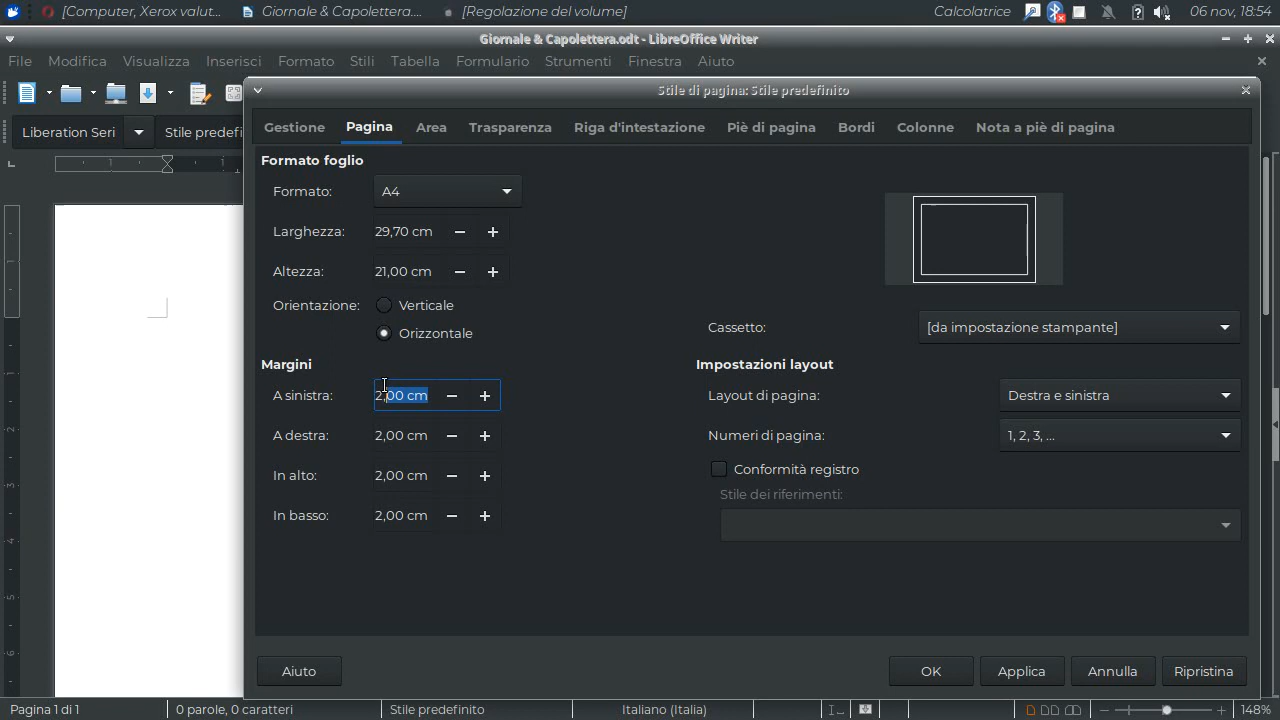 [Computer, Xerox valut... Giornale & Capolettera.... [Regolazione del volume] Calcolatrice 06 nov, 18:54
Giornale & Capolettera.odt - LibreOffice Writer
File Modifica Visualizza Inserisci Formato Stili Tabella Formulario Strumenti Finestra Aiuto
Stile di pagina: Stile predefinito
Liberation Seri Stile predefi
Gestione Pagina Area Trasparenza Riga d'intestazione Piè di pagina Bordi Colonne Nota a piè di pagina
Formato foglio
Formato: A4
Larghezza: 29,70 cm
Altezza: 21,00 cm
Orientazione: Verticale
Orizzontale
Cassetto: [da impostazione stampante]
Margini
Impostazioni layout
A sinistra: 2,00 cm
Layout di pagina: Destra e sinistra
A destra: 2,00 cm
Numeri di pagina: 1, 2, 3, ...
In alto: 2,00 cm
Conformità registro
Stile dei riferimenti:
In basso: 2,00 cm
Aiuto OK Applica Annulla Ripristina
Pagina 1 di 1 0 parole, 0 caratteri Stile predefinito Italiano (Italia) 148%